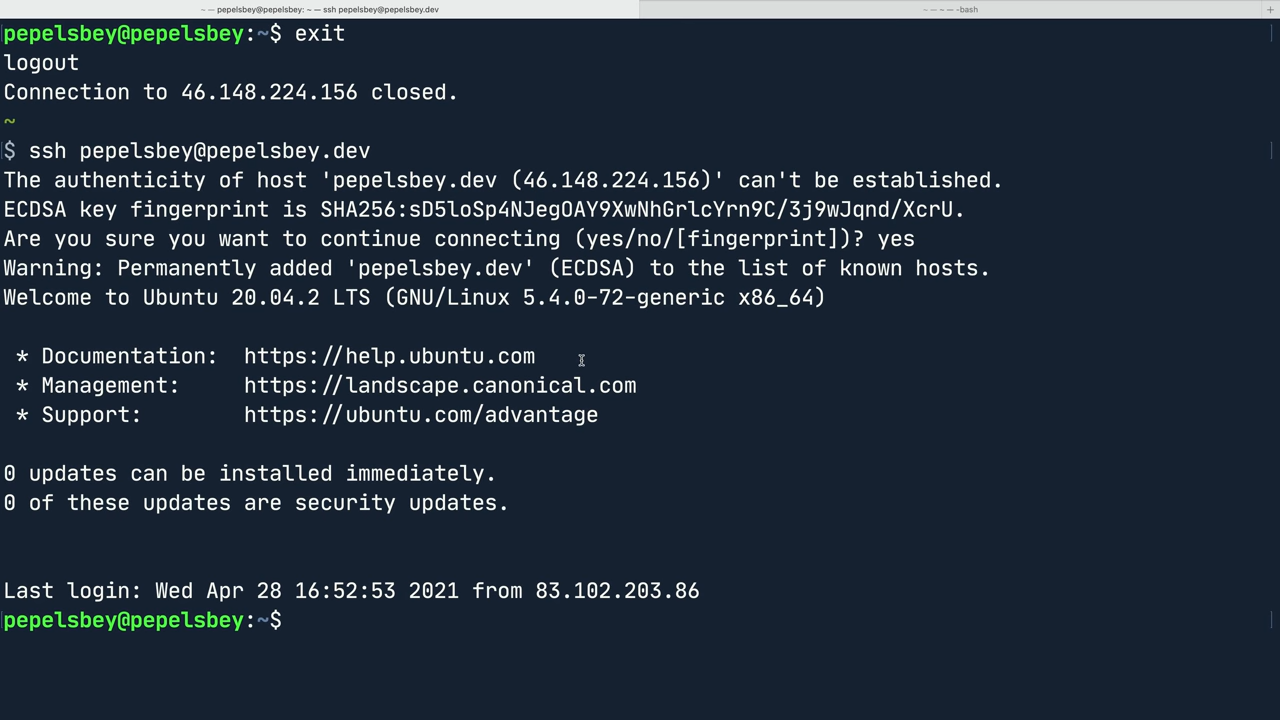 ~ — pepelsbey@pepelsbey: ~ — ssh pepelsbey@pepelsbey.dev
~ — ~ — -bash
+
pepelsbey@pepelsbey:~$ exit
logout
Connection to 46.148.224.156 closed.
~
$ ssh pepelsbey@pepelsbey.dev
The authenticity of host 'pepelsbey.dev (46.148.224.156)' can't be established.
ECDSA key fingerprint is SHA256:sD5loSp4NJegOAY9XwNhGrlcYrn9C/3j9wJqnd/XcrU.
Are you sure you want to continue connecting (yes/no/[fingerprint])? yes
Warning: Permanently added 'pepelsbey.dev' (ECDSA) to the list of known hosts.
Welcome to Ubuntu 20.04.2 LTS (GNU/Linux 5.4.0-72-generic x86_64)
* Documentation: https://help.ubuntu.com
* Management: https://landscape.canonical.com
* Support: https://ubuntu.com/advantage
0 updates can be installed immediately.
0 of these updates are security updates.
Last login: Wed Apr 28 16:52:53 2021 from 83.102.203.86
pepelsbey@pepelsbey:~$